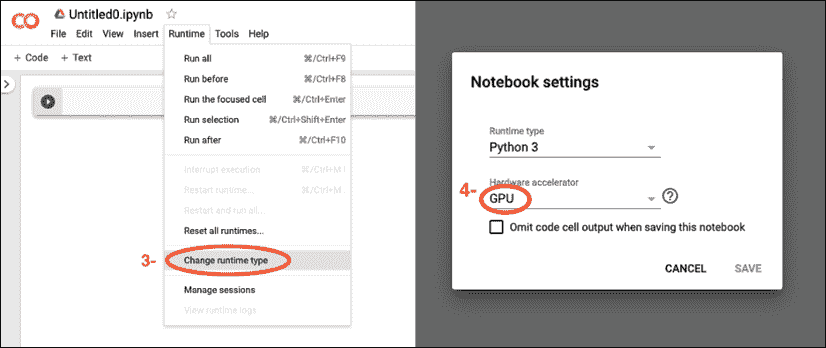 Untitled0.ipynb
File Edit View Insert Runtime Tools Help
+ Code + Text
Run all ⌘/Ctrl+F9
Run before ⌘/Ctrl+F8
Run the focused cell ⌘/Ctrl+Enter
Run selection ⌘/Ctrl+Shift+Enter
Run after ⌘/Ctrl+F10
Interrupt execution ⌘/Ctrl+M I
Restart runtime... ⌘/Ctrl+M .
Restart and run all...
Reset all runtimes...
3- Change runtime type
Manage sessions
View runtime logs
Notebook settings
Runtime type
Python 3
Hardware accelerator
4- GPU
Omit code cell output when saving this notebook
CANCEL SAVE